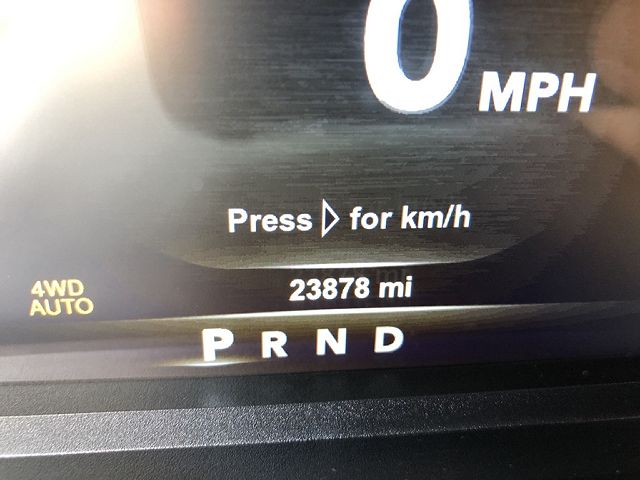 0 MPH
Press ▷ for km/h
4WD
AUTO
23878 mi
P R N D